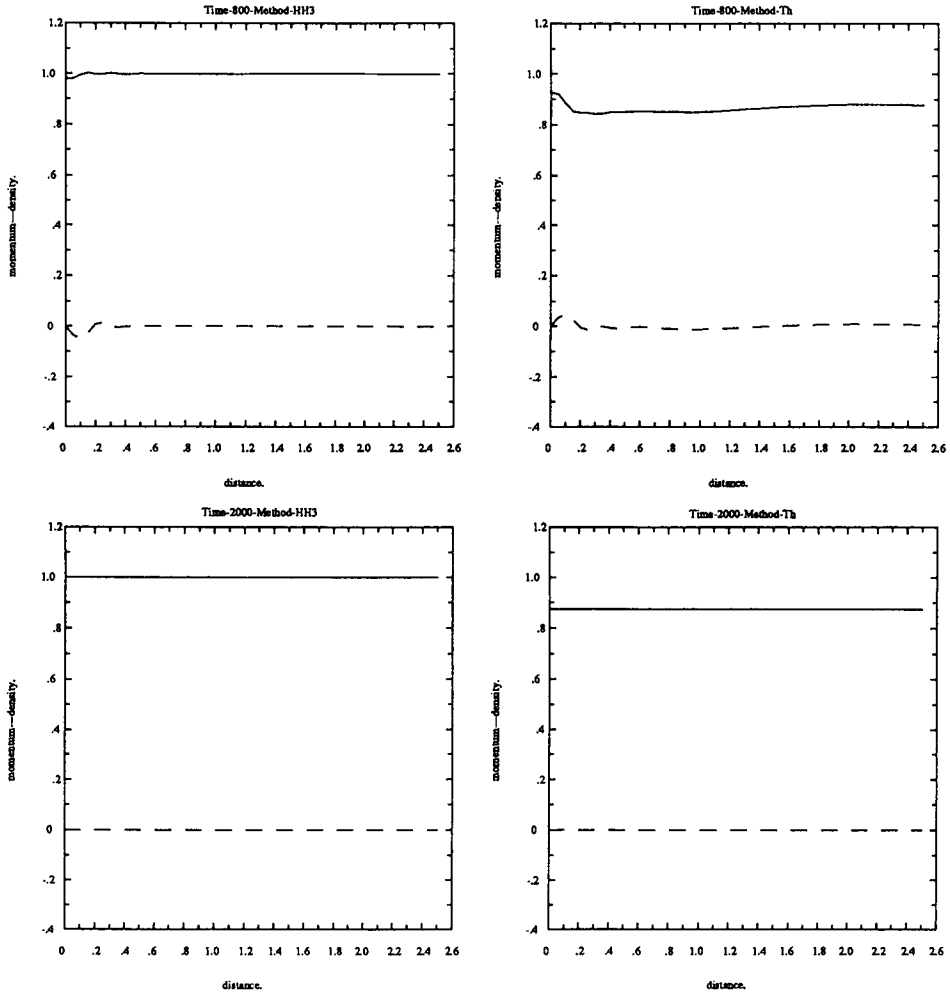 Time-800-Method-HH3
1.2
1.0
.8
.6
.4
.2
0
-.2
-.4
momentum---density.
0 .2 .4 .6 .8 1.0 1.2 1.4 1.6 1.8 2.0 2.2 2.4 2.6
distance.
Time-800-Method-Th
1.2
1.0
.8
.6
.4
.2
0
-.2
-.4
momentum---density.
0 .2 .4 .6 .8 1.0 1.2 1.4 1.6 1.8 2.0 2.2 2.4 2.6
distance.
Time-2000-Method-HH3
1.2
1.0
.8
.6
.4
.2
0
-.2
-.4
momentum---density.
0 .2 .4 .6 .8 1.0 1.2 1.4 1.6 1.8 2.0 2.2 2.4 2.6
distance.
Time-2000-Method-Th
1.2
1.0
.8
.6
.4
.2
0
-.2
-.4
momentum---density.
0 .2 .4 .6 .8 1.0 1.2 1.4 1.6 1.8 2.0 2.2 2.4 2.6
distance.